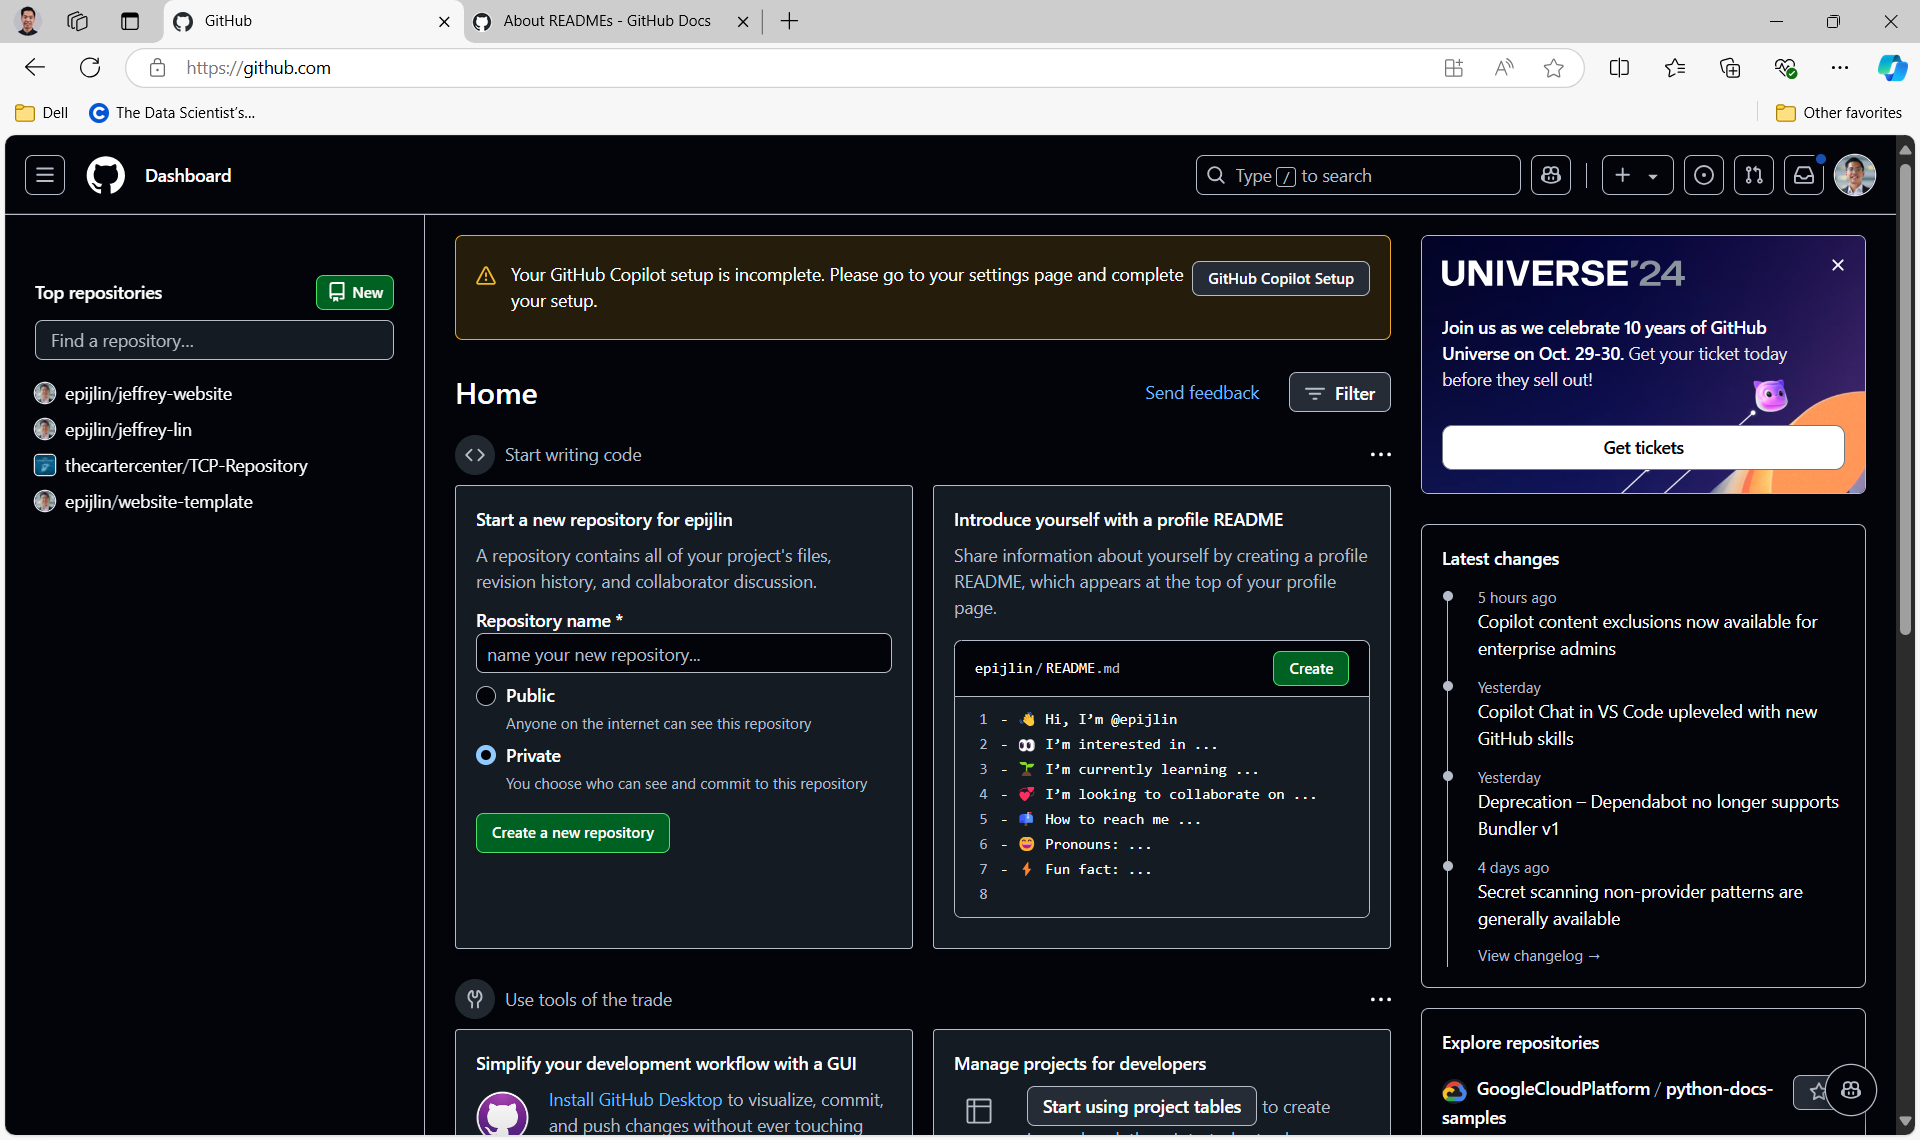 GitHub
About READMEs - GitHub Docs
https://github.com
Dell
The Data Scientist's...
Other favorites
Dashboard
Type / to search
Top repositories
New
Find a repository...
epijlin/jeffrey-website
epijlin/jeffrey-lin
thecartercenter/TCP-Repository
epijlin/website-template
Your GitHub Copilot setup is incomplete. Please go to your settings page and complete
your setup.
GitHub Copilot Setup
Home
Send feedback
Filter
Start writing code
Start a new repository for epijlin
A repository contains all of your project's files,
revision history, and collaborator discussion.
Repository name *
name your new repository...
Public
Anyone on the internet can see this repository
Private
You choose who can see and commit to this repository
Create a new repository
Introduce yourself with a profile README
Share information about yourself by creating a profile
README, which appears at the top of your profile
page.
epijlin / README.md
Create
1 - 👋 Hi, I’m @epijlin
2 - 👀 I’m interested in ...
3 - 🌱 I’m currently learning ...
4 - 💞️ I’m looking to collaborate on ...
5 - 📫 How to reach me ...
6 - 😄 Pronouns: ...
7 - ⚡ Fun fact: ...
8
Use tools of the trade
Simplify your development workflow with a GUI
Install GitHub Desktop to visualize, commit,
and push changes without ever touching
Manage projects for developers
Start using project tables to create
UNIVERSE'24
Join us as we celebrate 10 years of GitHub
Universe on Oct. 29-30. Get your ticket today
before they sell out!
Get tickets
Latest changes
5 hours ago
Copilot content exclusions now available for
enterprise admins
Yesterday
Copilot Chat in VS Code upleveled with new
GitHub skills
Yesterday
Deprecation – Dependabot no longer supports
Bundler v1
4 days ago
Secret scanning non-provider patterns are
generally available
View changelog →
Explore repositories
GoogleCloudPlatform / python-docs-
samples